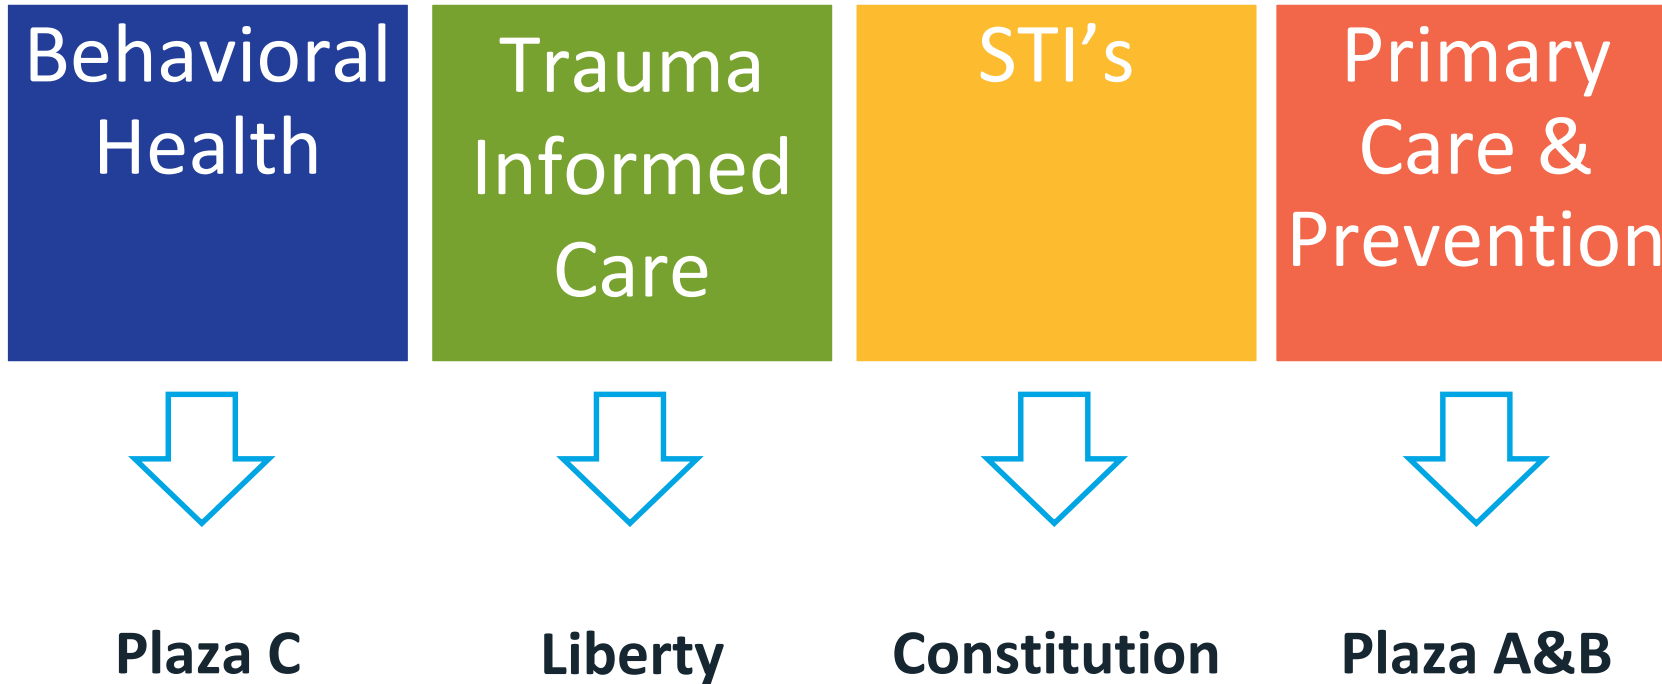 Behavioral
Health
Trauma
Informed
Care
STI’s
Primary
Care &
Prevention
Plaza C
Liberty
Constitution
Plaza A&B